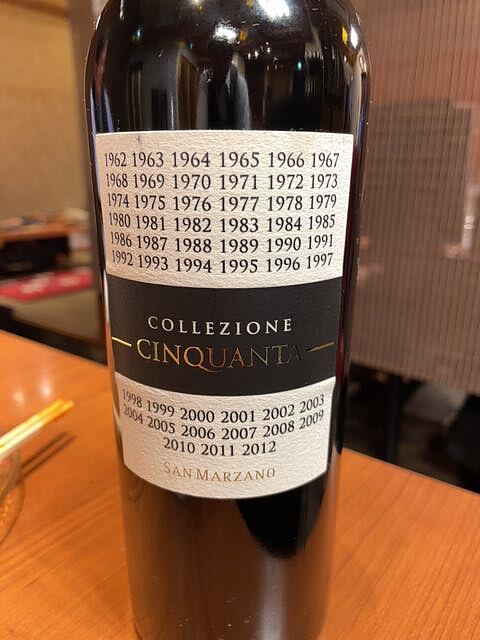 1962 1963 1964 1965 1966 1967
1968 1969 1970 1971 1972 1973
1974 1975 1976 1977 1978 1979
1980 1981 1982 1983 1984 1985
1986 1987 1988 1989 1990 1991
1992 1993 1994 1995 1996 1997
COLLEZIONE
CINQUANTA
1998 1999 2000 2001 2002 2003
2004 2005 2006 2007 2008 2009
2010 2011 2012
SAN MARZANO